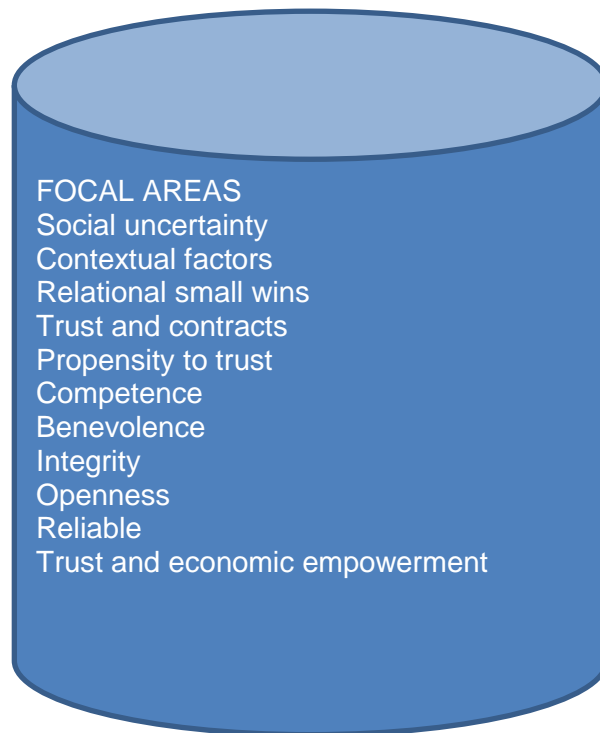 FOCAL AREAS
Social uncertainty
Contextual factors
Relational small wins
Trust and contracts
Propensity to trust
Competence
Benevolence
Integrity
Openness
Reliable
Trust and economic empowerment